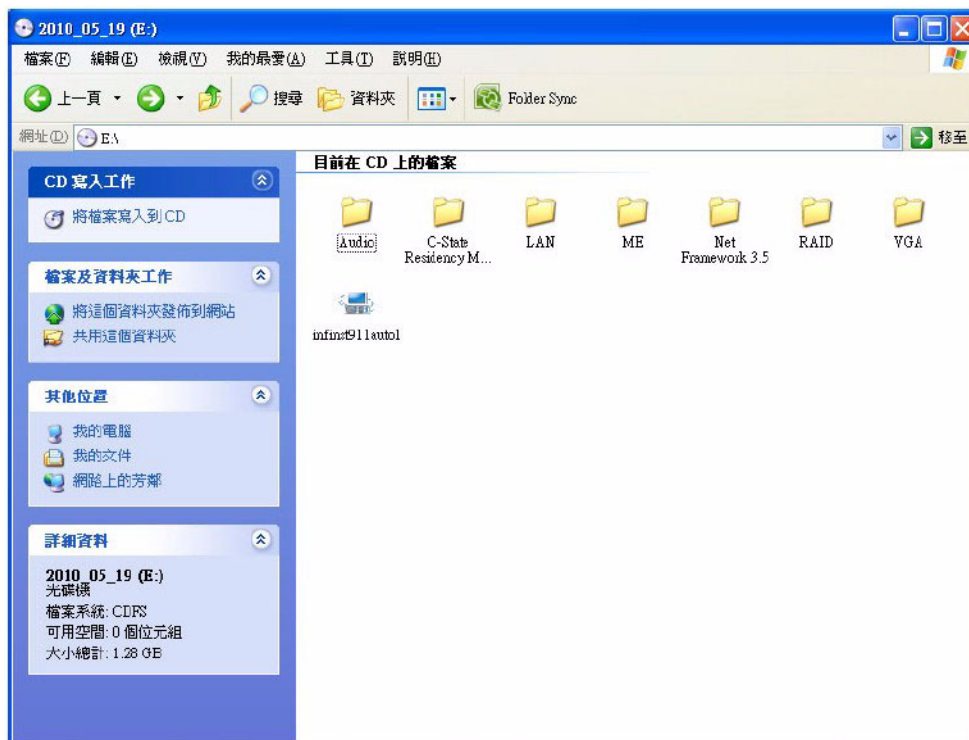 2010_05_19 (E:)
檔案(F) 編輯(E) 檢視(V) 我的最愛(A) 工具(T) 說明(H)
上一頁 搜尋 資料夾 Folder Sync
網址(D) E:\ 移至
目前在 CD 上的檔案
CD 寫入工作
將檔案寫入到 CD
檔案及資料夾工作
將這個資料夾發佈到網站
共用這個資料夾
其他位置
我的電腦
我的文件
網路上的芳鄰
詳細資料
2010_05_19 (E:)
光碟機
檔案系統: CDFS
可用空間: 0 個位元組
大小總計: 1.28 GB
Audio
C-State
Residency M...
LAN
ME
Net
Framework 3.5
RAID
VGA
infinst911autol